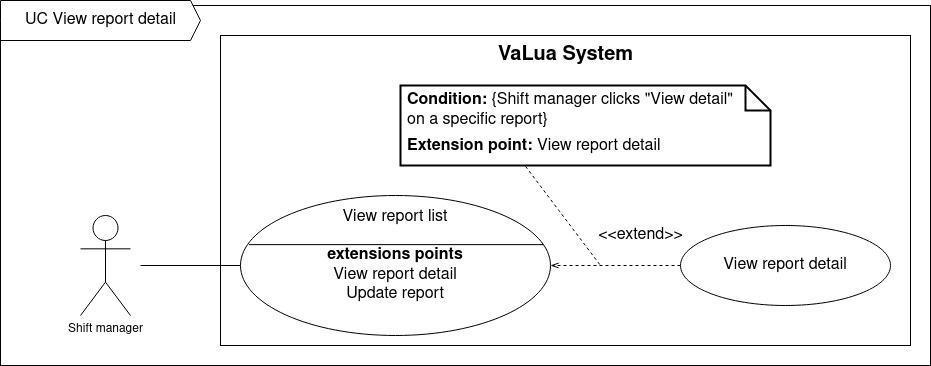 UC View report detail
VaLua System
Condition: {Shift manager clicks "View detail"
on a specific report}
Extension point: View report detail
View report list
extensions points
View report detail
Update report
<<extend>>
View report detail
Shift manager